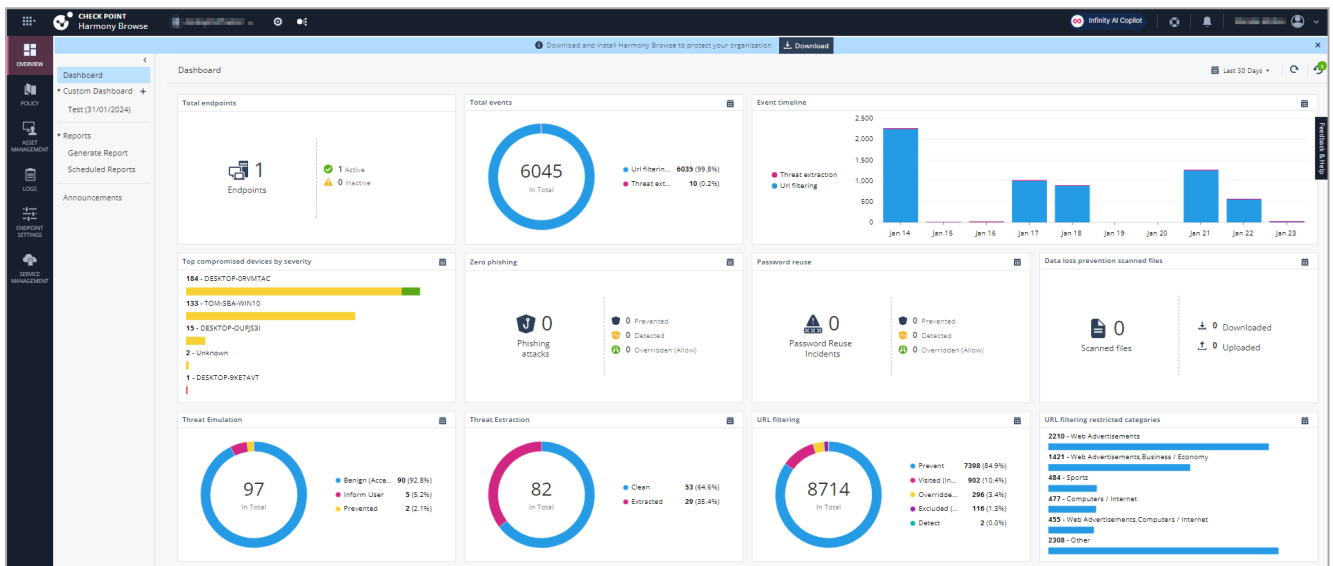 CHECK POINT
Harmony Browse
Infinity AI Copilot
Download and install Harmony Browse to protect your organization
Download
OVERVIEW
POLICY
ASSET MANAGEMENT
LOGS
ENDPOINT SETTINGS
SERVICE MANAGEMENT
Dashboard
Custom Dashboard +
Test (31/01/2024)
Reports
Generate Report
Scheduled Reports
Announcements
Dashboard
Last 30 Days
Feedback & Help
Total endpoints
1
Endpoints
1 Active
0 Inactive
Total events
6045
In Total
Url filterin... 6035 (99.8%)
Threat ext... 10 (0.2%)
Event timeline
Threat extraction
Url filtering
2,500
2,000
1,500
1,000
500
0
Jan 14 Jan 15 Jan 16 Jan 17 Jan 18 Jan 19 Jan 20 Jan 21 Jan 22 Jan 23
Top compromised devices by severity
184 - DESKTOP-0RVMTAC
133 - TOM-SBA-WIN10
15 - DESKTOP-OUFJS3I
2 - Unknown
1 - DESKTOP-9KE7AVT
Zero phishing
0
Phishing
attacks
0 Prevented
0 Detected
0 Overridden (Allow)
Password reuse
0
Password Reuse
Incidents
0 Prevented
0 Detected
0 Overridden (Allow)
Data loss prevention scanned files
0
Scanned files
0 Downloaded
0 Uploaded
Threat Emulation
97
In Total
Benign (Acce... 90 (92.8%)
Inform User 5 (5.2%)
Prevented 2 (2.1%)
Threat Extraction
82
In Total
Clean 53 (64.6%)
Extracted 29 (35.4%)
URL filtering
8714
In Total
Prevent 7398 (84.9%)
Visited (In... 902 (10.4%)
Overridde... 296 (3.4%)
Excluded (... 116 (1.3%)
Detect 2 (0.0%)
URL filtering restricted categories
2210 - Web Advertisements
1421 - Web Advertisements,Business / Economy
484 - Sports
477 - Computers / Internet
455 - Web Advertisements,Computers / Internet
2308 - Other